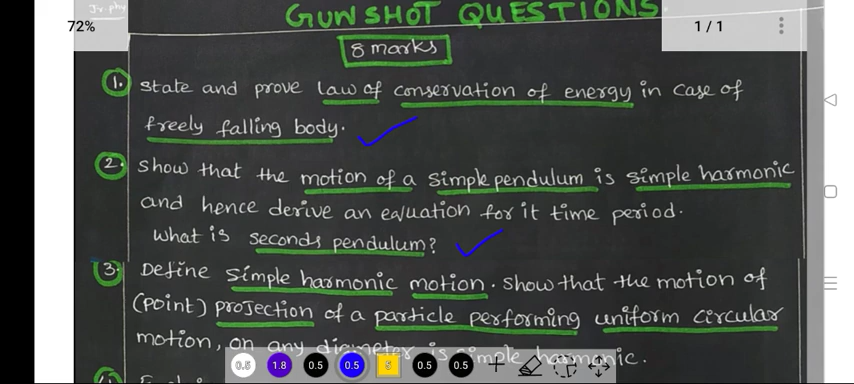 Jr. phy
GUNSHOT QUESTIONS
72%
1 / 1
8 marks
1. State and prove law of conservation of energy in case of
freely falling body.
2. Show that the motion of a simple pendulum is simple harmonic
and hence derive an equation for it time period.
What is seconds pendulum?
3. Define simple harmonic motion. Show that the motion of
(point) projection of a particle performing uniform circular
motion, on any diameter is simple harmonic.
0.5 1.8 0.5 0.5 5 0.5 0.5